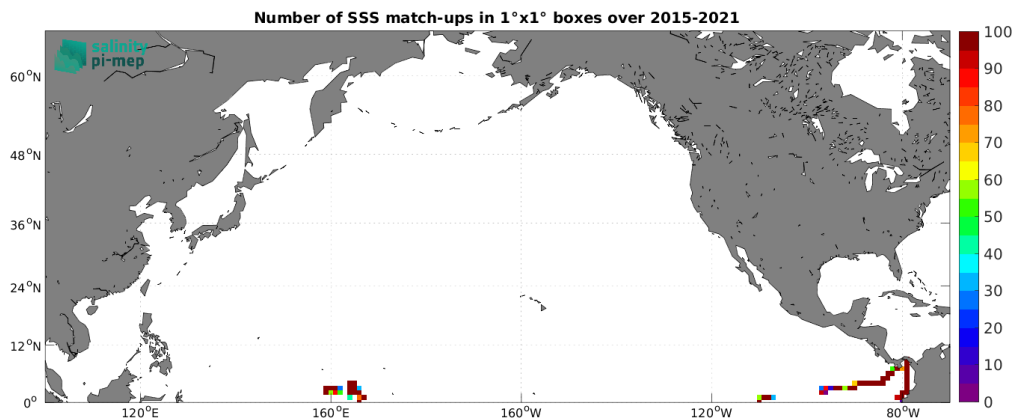 Number of SSS match-ups in 1°x1° boxes over 2015-2021
salinity
pi-mep
60°N
48°N
36°N
24°N
12°N
0°
120°E
160°E
160°W
120°W
80°W
100
90
80
70
60
50
40
30
20
10
0